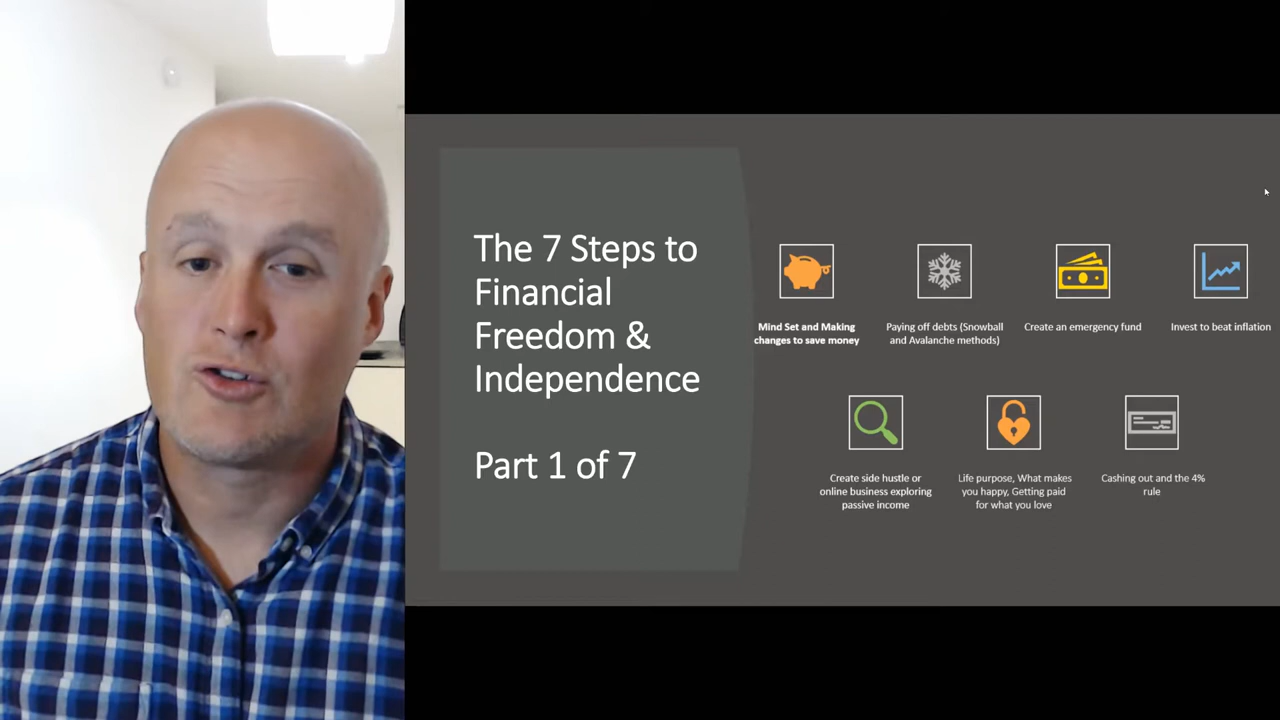 The 7 Steps to
Financial
Freedom &
Independence
Part 1 of 7
Mind Set and Making
changes to save money
Paying off debts (Snowball
and Avalanche methods)
Create an emergency fund
Invest to beat inflation
Create side hustle or
online business exploring
passive income
Life purpose, What makes
you happy, Getting paid
for what you love
Cashing out and the 4%
rule